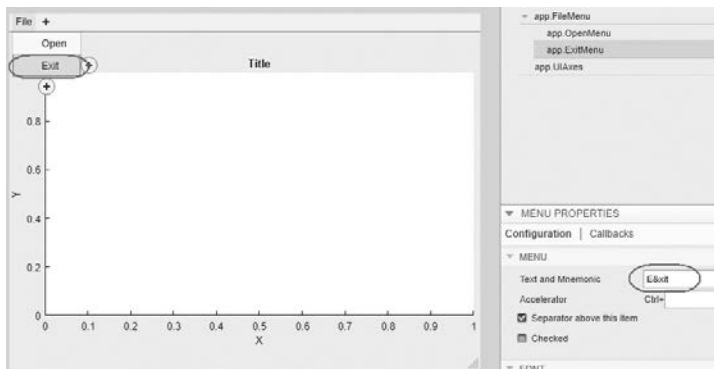 File +
Open
Exit +
Title
+
0.8
0.6
Y
0.4
0.2
0
0 0.1 0.2 0.3 0.4 0.5 0.6 0.7 0.8 0.9 1
X
app.FileMenu
app.OpenMenu
app.ExitMenu
app.UIAxes
MENU PROPERTIES
Configuration | Callbacks
MENU
Text and Mnemonic E&xit
Accelerator Ctrl+
Separator above this item
Checked
FONT